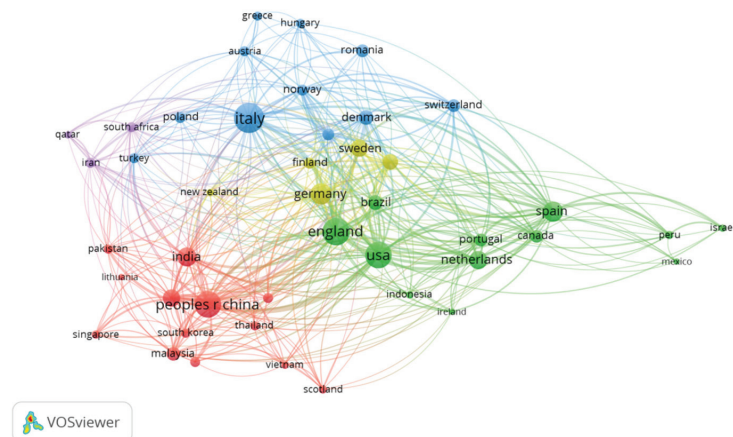 greece
hungary
austria
romania
norway
switzerland
italy
poland
denmark
south africa
qatar
sweden
turkey
iran
finland
new zealand
germany
brazil
spain
england
peru
israe
portugal
canada
pakistan
india
usa
netherlands
mexico
lithuania
indonesia
peoples r china
ireland
thailand
singapore
south korea
malaysia
vietnam
scotland
VOSviewer